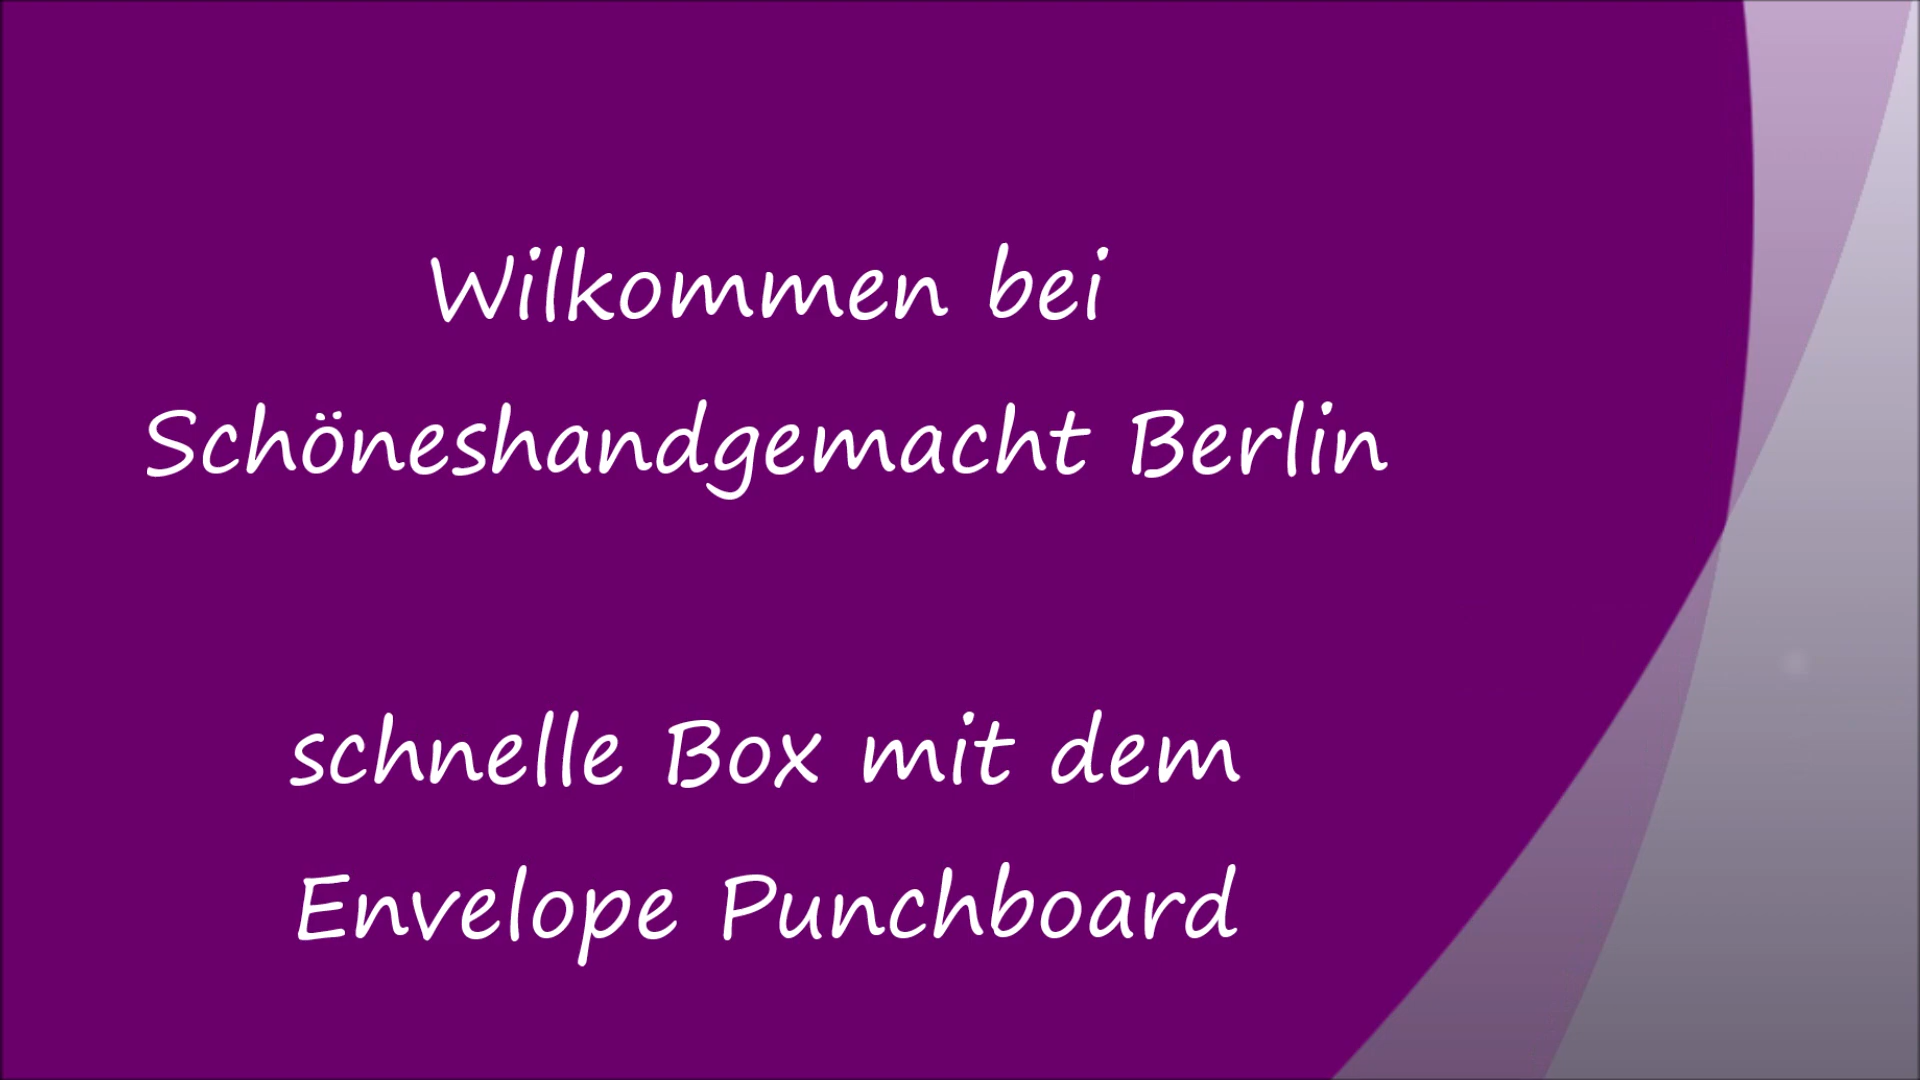 Wilkommen bei
Schöneshandgemacht Berlin
schnelle Box mit dem
Envelope Punchboard